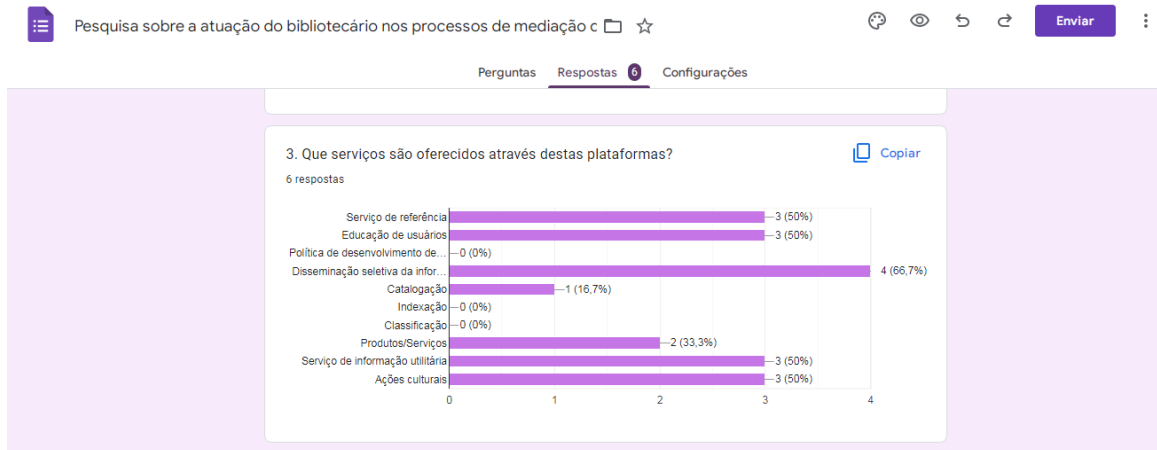 Pesquisa sobre a atuação do bibliotecário nos processos de mediação c
Enviar
Perguntas Respostas 6 Configurações
3. Que serviços são oferecidos através destas plataformas?
Copiar
6 respostas
Serviço de referência 3 (50%)
Educação de usuários 3 (50%)
Política de desenvolvimento de... 0 (0%)
Disseminação seletiva da infor... 4 (66,7%)
Catalogação 1 (16,7%)
Indexação 0 (0%)
Classificação 0 (0%)
Produtos/Serviços 2 (33,3%)
Serviço de informação utilitária 3 (50%)
Ações culturais 3 (50%)
0 1 2 3 4